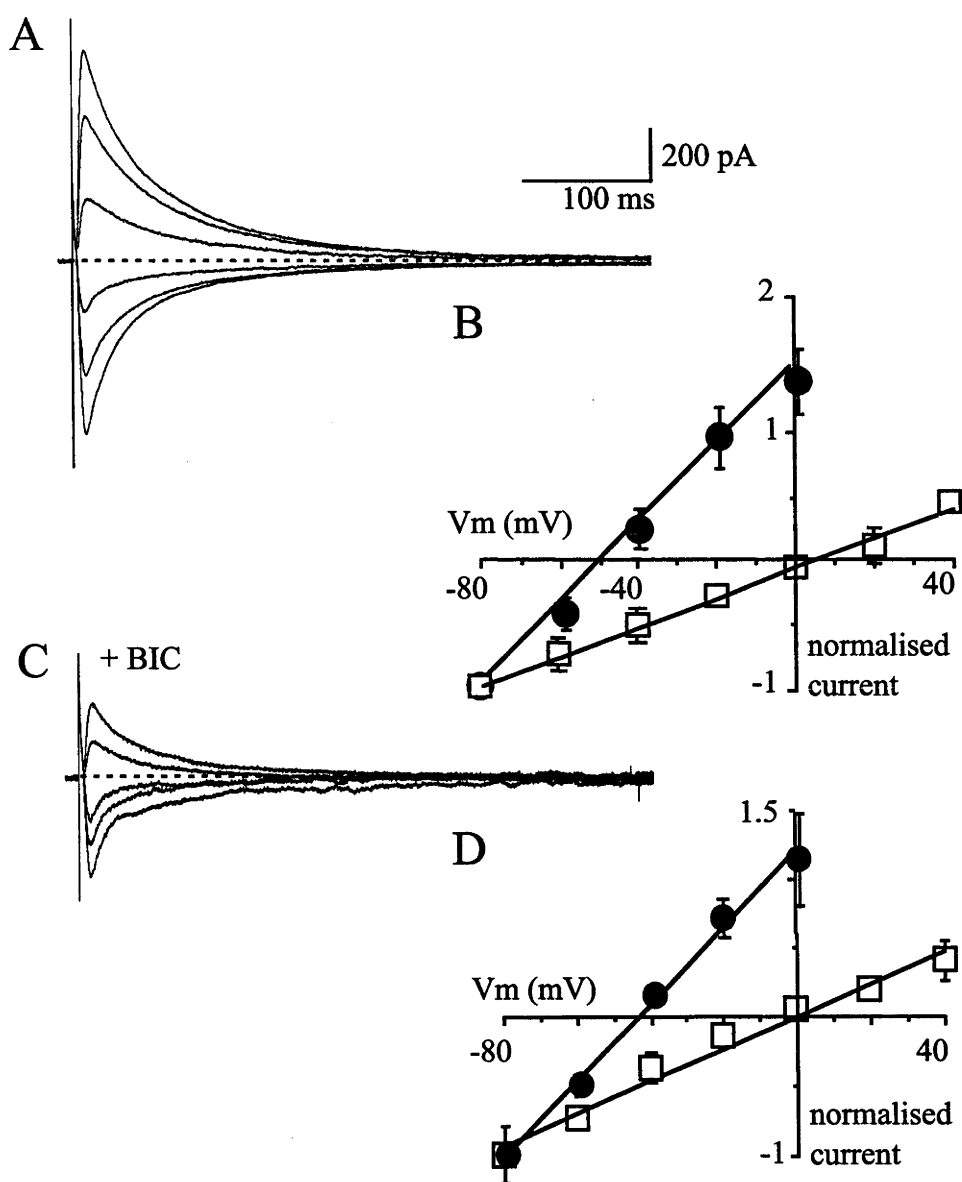 A
200 pA
100 ms
B
2
1
Vm (mV)
-80
-40
40
normalised
-1
current
C
+ BIC
D
1.5
Vm (mV)
-80
40
normalised
-1
current